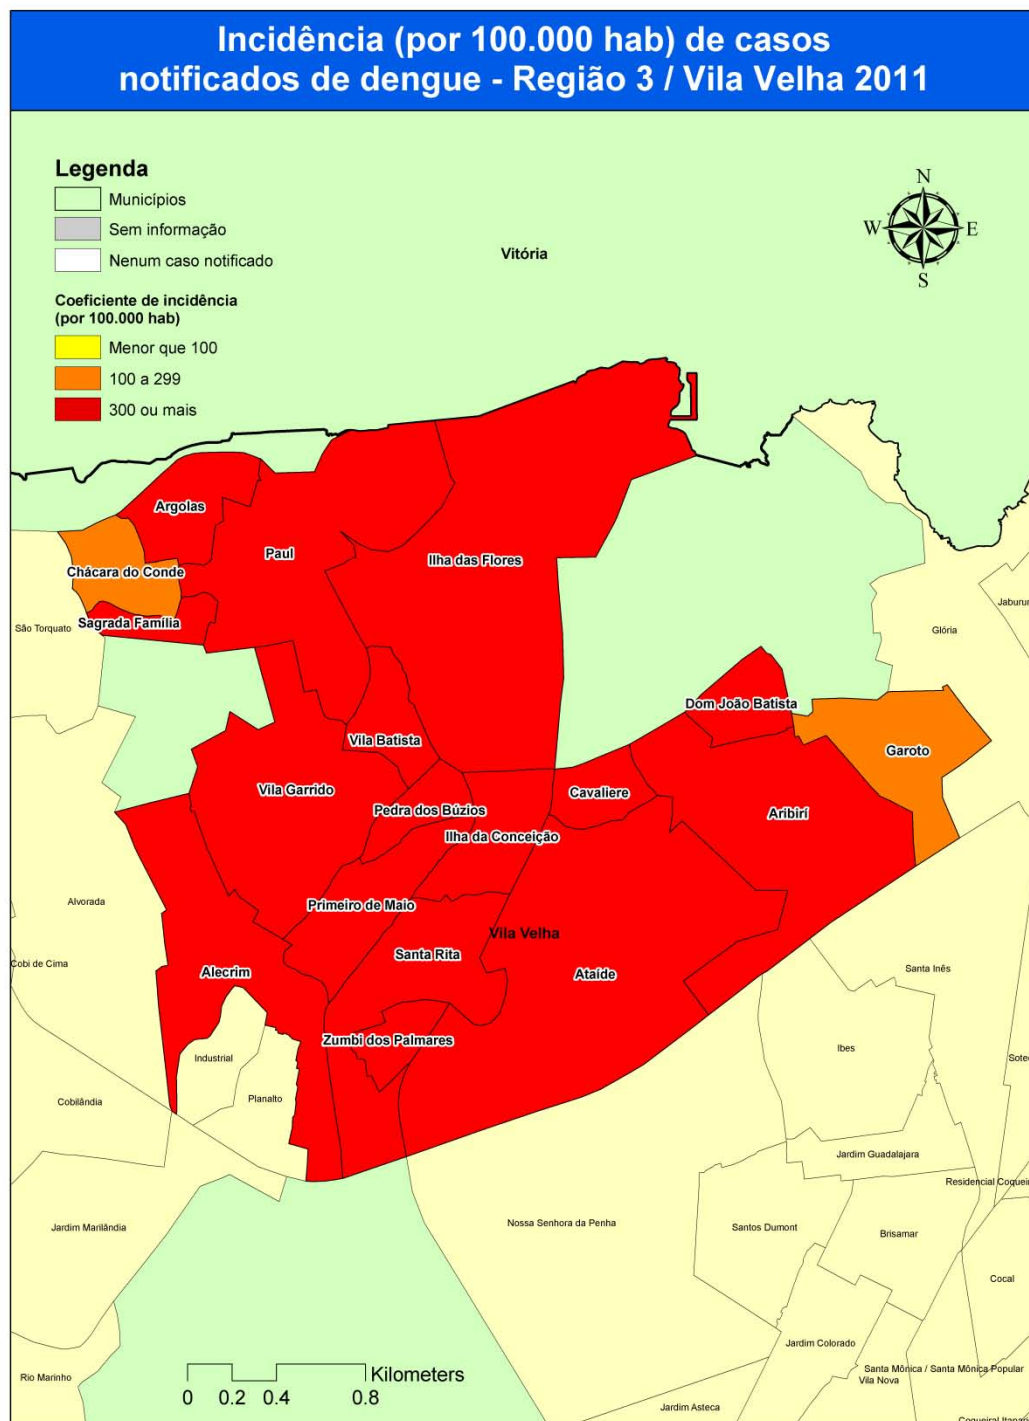 Incidência (por 100.000 hab) de casos
notificados de dengue - Região 3 / Vila Velha 2011
Legenda
Municípios
Sem informação
Nenum caso notificado
Coeficiente de incidência
(por 100.000 hab)
Menor que 100
100 a 299
300 ou mais
N
W E
S
Vitória
Argolas
Paul
Ilha das Flores
Chácara do Conde
Sagrada Família
São Torquato
Glória
Dom João Batista
Garoto
Vila Batista
Vila Garrido
Cavaliere
Pedra dos Búzios
Aribirí
Ilha da Conceição
Alvorada
Primeiro de Maio
Vila Velha
Santa Rita
Cobi de Cima
Alecrim
Ataíde
Santa Inês
Zumbi dos Palmares
Ibes
Industrial
Planalto
Cobilândia
Jardim Guadalajara
Residencial
Nossa Senhora da Penha
Santos Dumont
Brisamar
Jardim Marilândia
Cocal
Jardim Colorado
Santa Mônica / Santa Mônica Popular
Vila Nova
Rio Marinho
Jardim Asteca
Kilometers
0 0.2 0.4 0.8